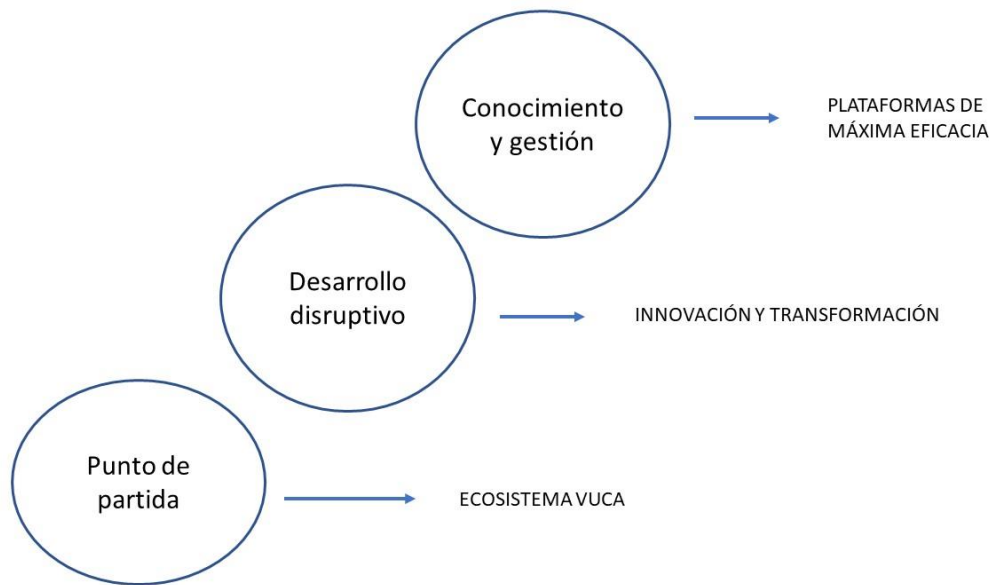 Conocimiento
y gestión
PLATAFORMAS DE
MÁXIMA EFICACIA
Desarrollo
disruptivo
INNOVACIÓN Y TRANSFORMACIÓN
Punto de
partida
ECOSISTEMA VUCA